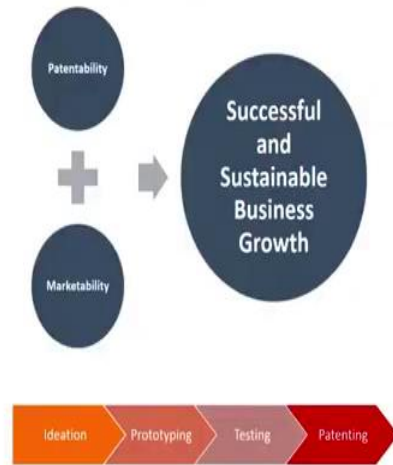 Patentability
Successful
and
Sustainable
Business
Growth
Marketability
Ideation
Prototyping
Testing
Patenting